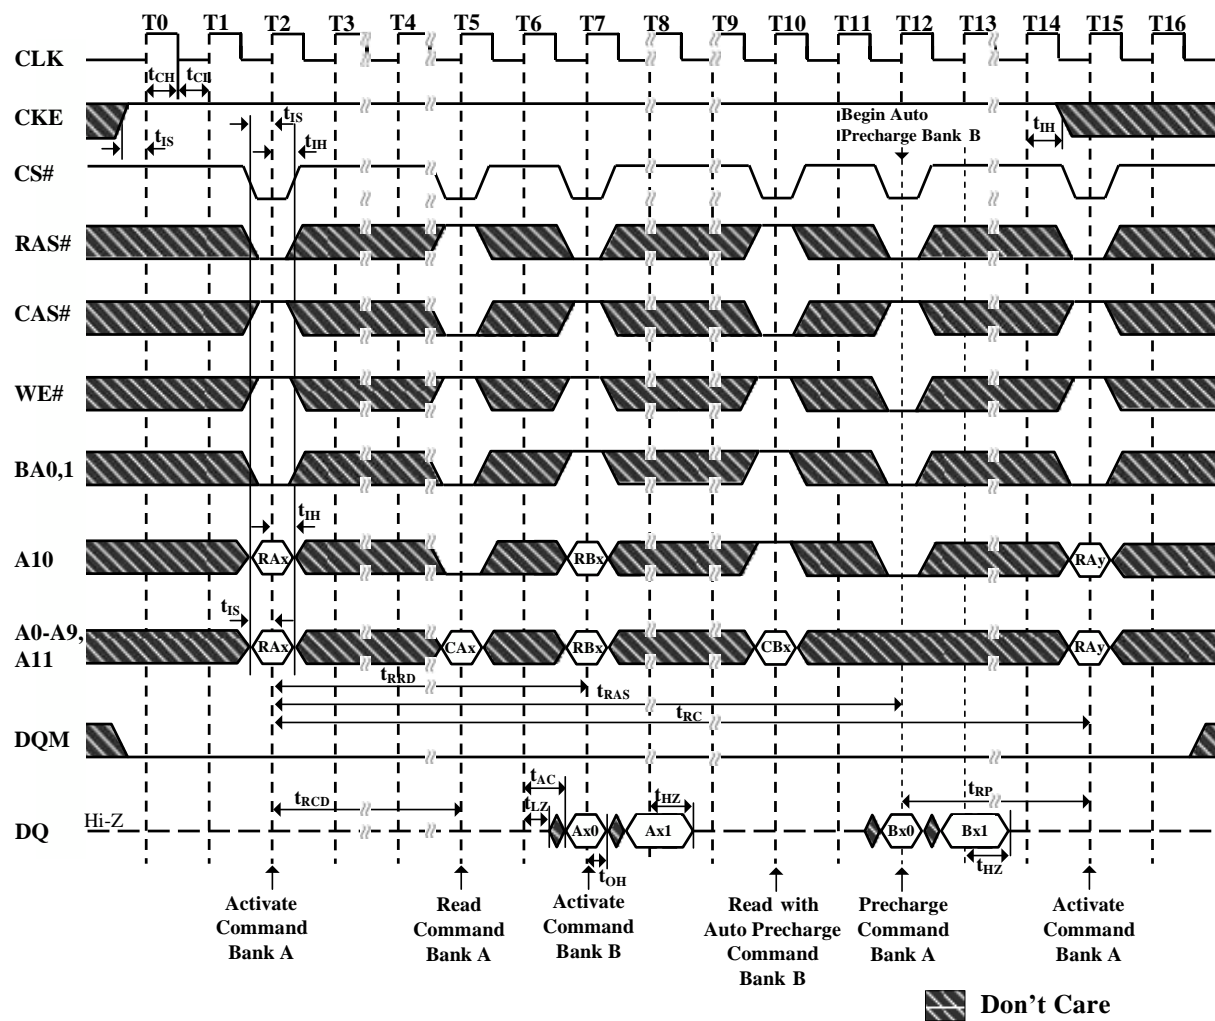 T0 T1 T2 T3 T4 T5 T6 T7 T8 T9 T10 T11 T12 T13 T14 T15 T16
CLK
tCH tCL
CKE
tIS
tIS
tIH
Begin Auto
Precharge Bank B
tIH
CS#
RAS#
CAS#
WE#
BA0,1
tIH
A10
RAx RBx RAy
tIS
A0-A9,
A11
RAx CAx RBx CBx RAy
tRRD
tRAS
tRC
DQM
tRCD
tAC
tLZ
tHZ
tRP
DQ
Hi-Z
Ax0 Ax1 Bx0 Bx1
tOH
tHZ
Activate
Command
Bank A
Read
Command
Bank A
Activate
Command
Bank B
Read with
Auto Precharge
Command
Bank B
Precharge
Command
Bank A
Activate
Command
Bank A
Don't Care